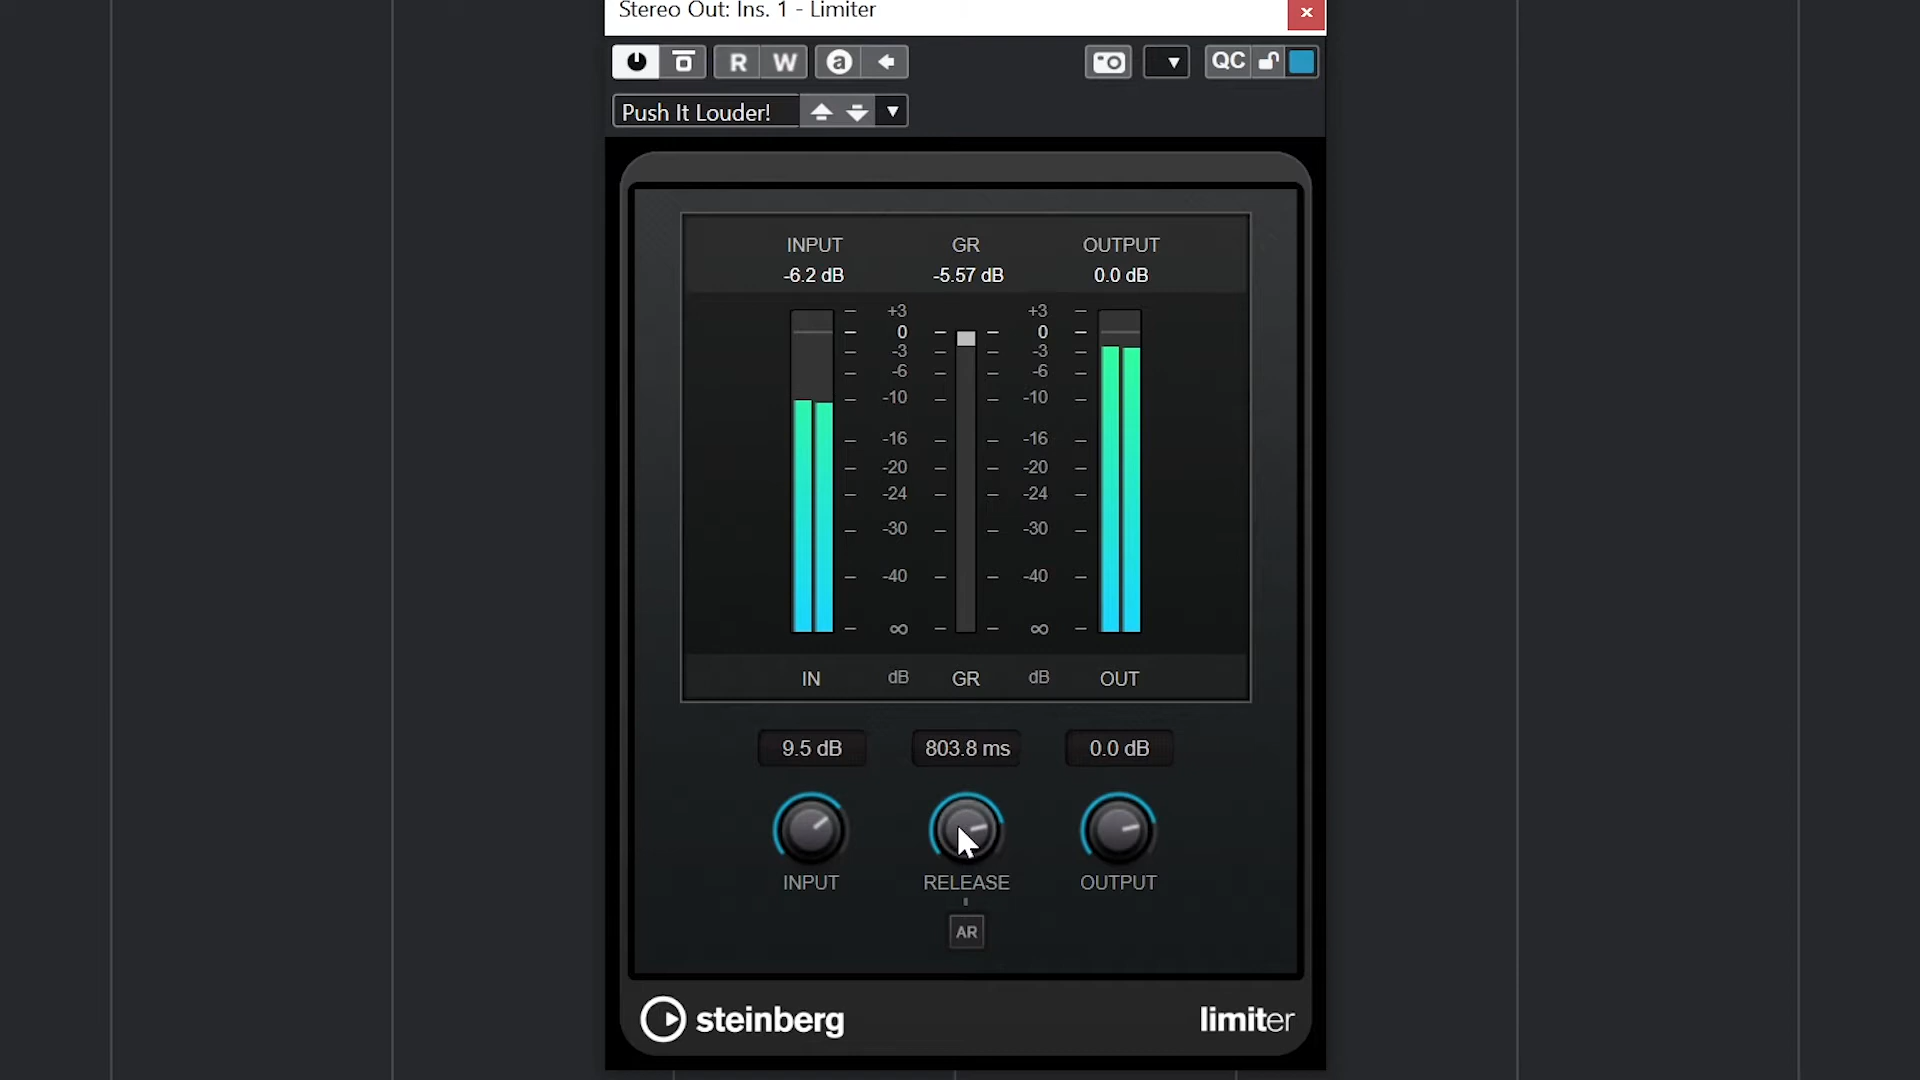 Stereo Out: Ins. 1 - Limiter
R W a QC
Push It Louder!
INPUT GR OUTPUT
-6.2 dB -5.57 dB 0.0 dB
+3 +3
0 0
-3 -3
-6 -6
-10 -10
-16 -16
-20 -20
-24 -24
-30 -30
-40 -40
∞ ∞
IN dB GR dB OUT
9.5 dB 803.8 ms 0.0 dB
INPUT RELEASE OUTPUT
AR
steinberg limiter